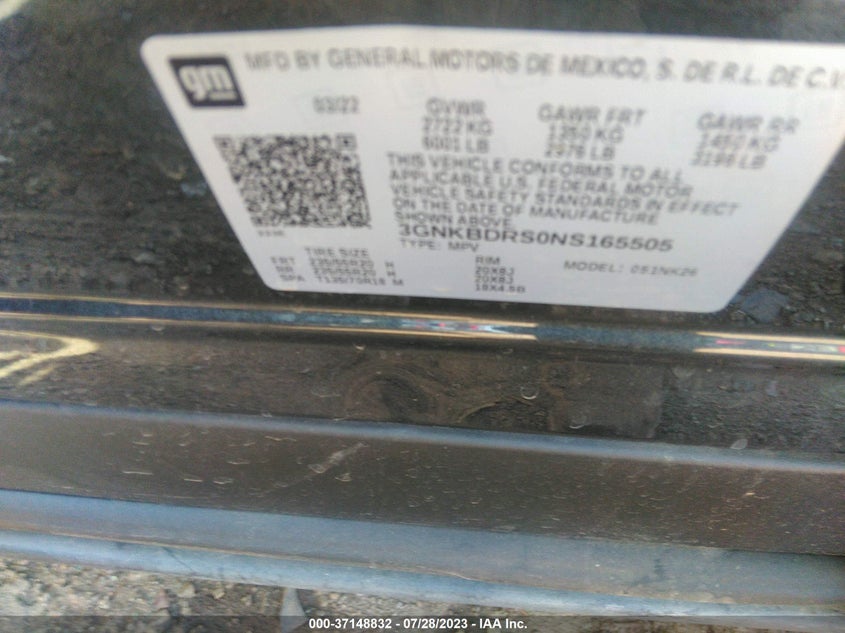 gm
MFD BY GENERAL MOTORS DE MEXICO, S. DE R.L. DE C.V.
03/22 GVWR GAWR FRT GAWR RR
2722 KG 1350 KG 1450 KG
6001 LB 2976 LB 3196 LB
THIS VEHICLE CONFORMS TO ALL
APPLICABLE U.S. FEDERAL MOTOR
VEHICLE SAFETY STANDARDS IN EFFECT
ON THE DATE OF MANUFACTURE
SHOWN ABOVE
3GNKBDRS0NS165505
TYPE: MPV MODEL: 051NK26
TIRE SIZE RIM
FRT 235/55R20 H 20X8J
RR 235/55R20 H 20X8J
SPA T135/70R18 M 18X4.5B
000-37148832 - 07/28/2023 - © IAA Inc.